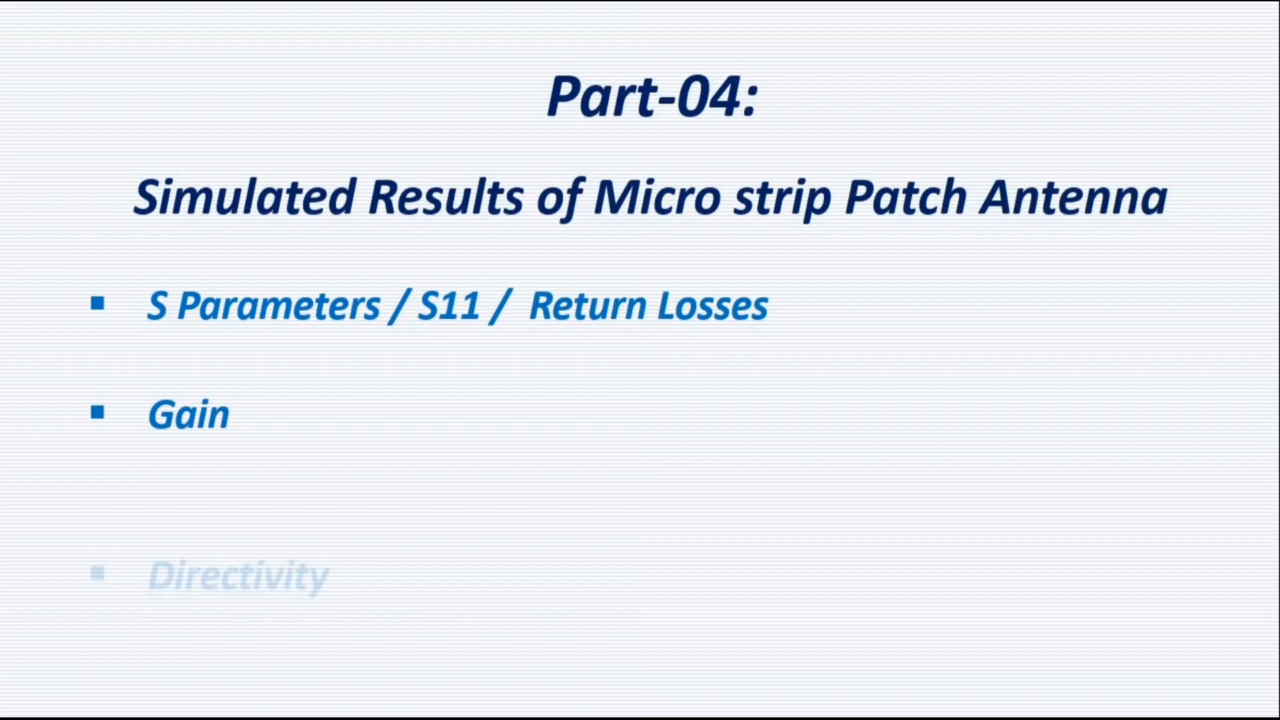 Part-04:
Simulated Results of Micro strip Patch Antenna
▪ S Parameters / S11 / Return Losses
▪ Gain
▪ Directivity